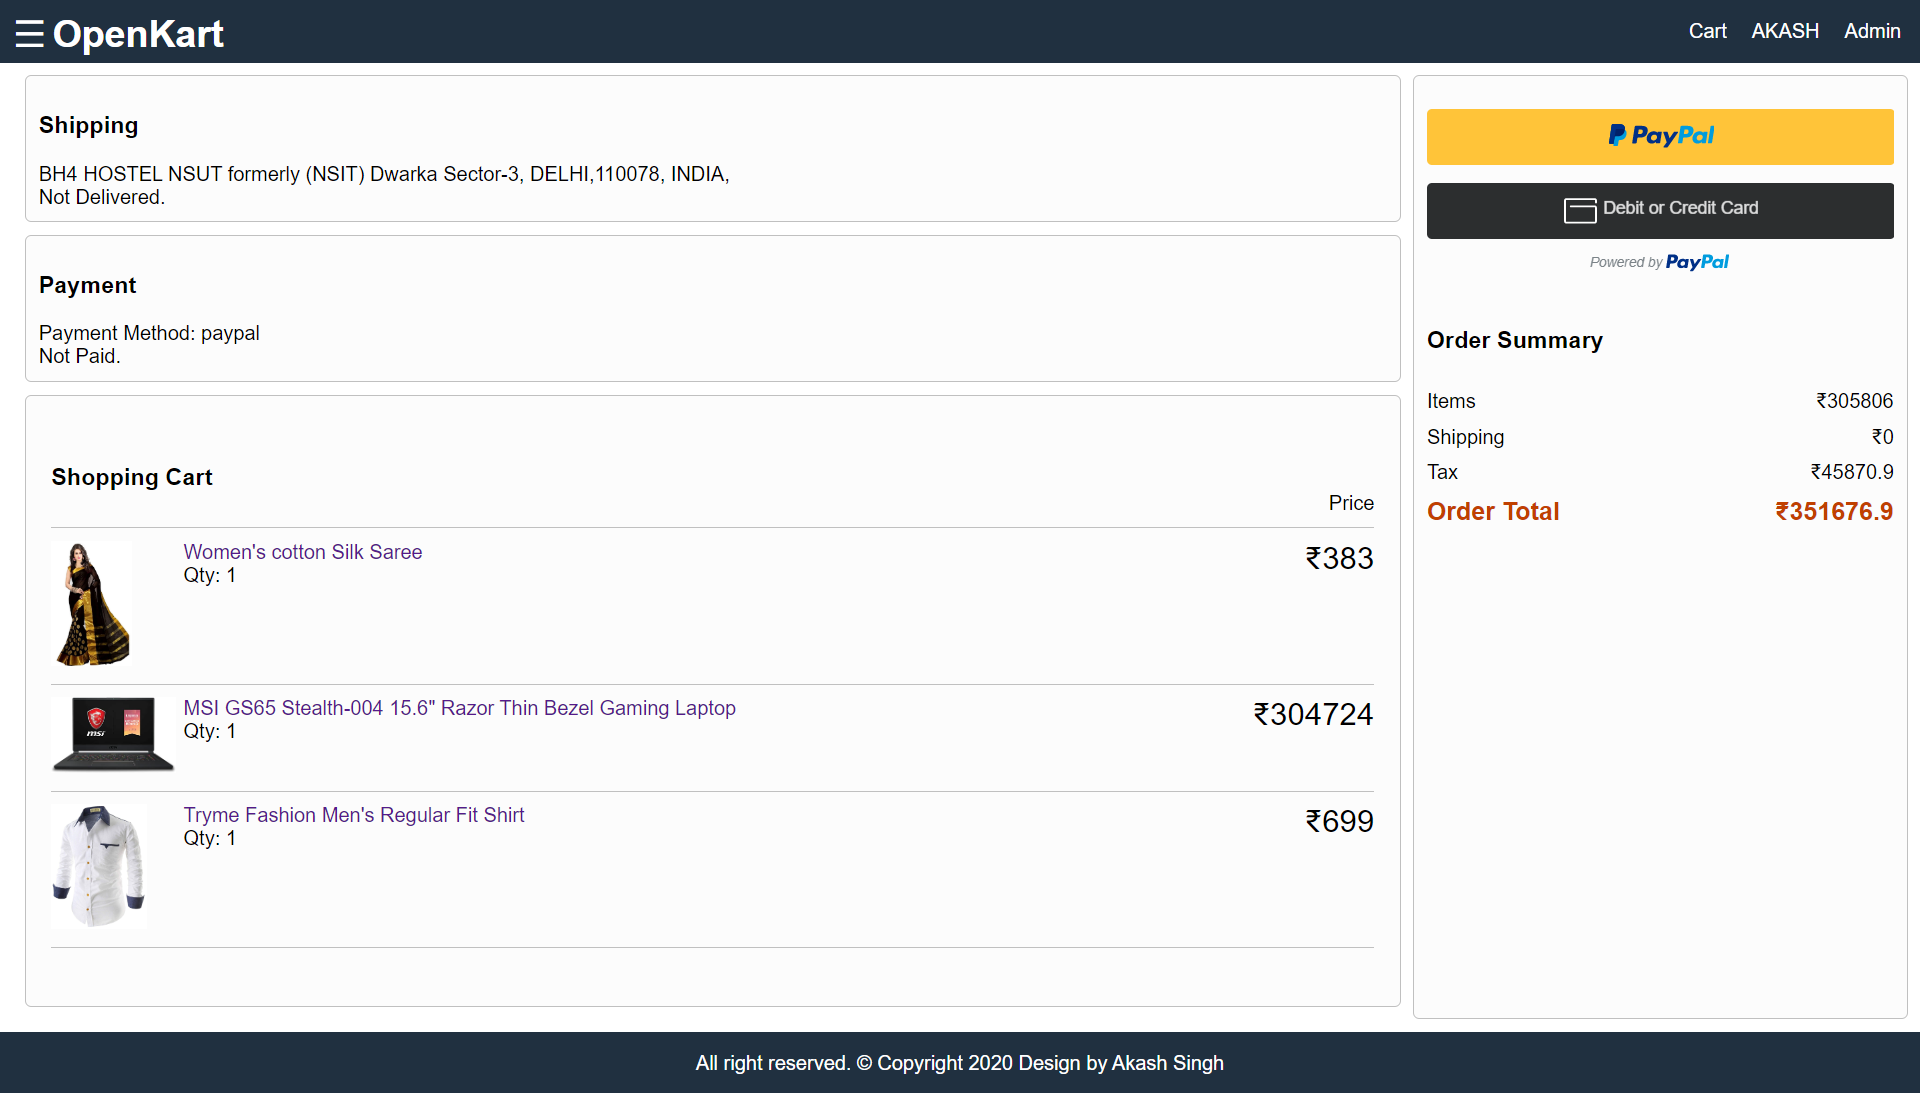 ☰ OpenKart
Cart AKASH Admin
Shipping
BH4 HOSTEL NSUT formerly (NSIT) Dwarka Sector-3, DELHI,110078, INDIA,
Not Delivered.
Payment
Payment Method: paypal
Not Paid.
Shopping Cart
Price
Women's cotton Silk Saree
Qty: 1
₹383
msi
MSI GS65 Stealth-004 15.6" Razor Thin Bezel Gaming Laptop
Qty: 1
₹304724
Tryme Fashion Men's Regular Fit Shirt
Qty: 1
₹699
PayPal
Debit or Credit Card
Powered by PayPal
Order Summary
Items ₹305806
Shipping ₹0
Tax ₹45870.9
Order Total ₹351676.9
All right reserved. © Copyright 2020 Design by Akash Singh